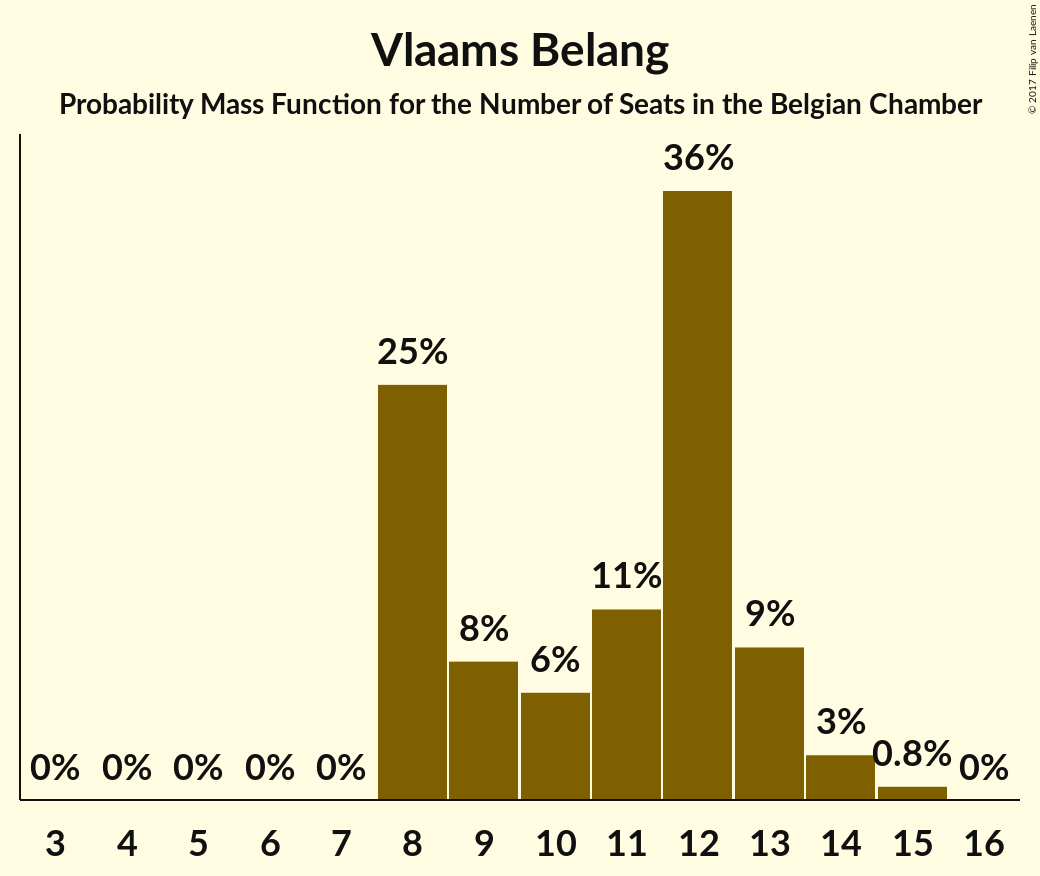 Vlaams Belang
Probability Mass Function for the Number of Seats in the Belgian Chamber
© 2017 Filip van Laenen
36%
25%
11%
9%
8%
6%
3%
0.8%
0% 0% 0% 0% 0% 0%
3 4 5 6 7 8 9 10 11 12 13 14 15 16